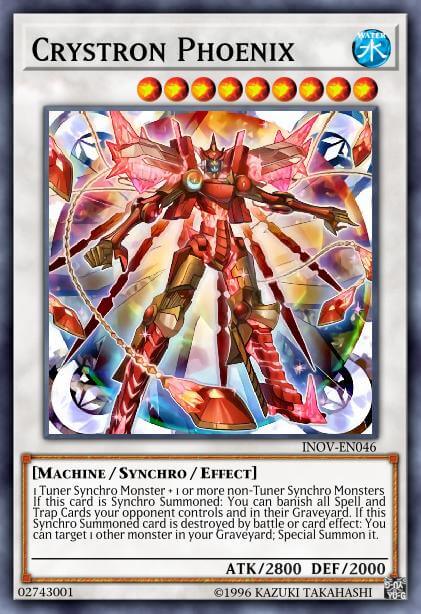 Crystron Phoenix
WATER
水
INOV-EN046
[Machine / Synchro / Effect]
1 Tuner Synchro Monster + 1 or more non-Tuner Synchro Monsters
If this card is Synchro Summoned: You can banish all Spell and
Trap Cards your opponent controls and in their Graveyard. If this
Synchro Summoned card is destroyed by battle or card effect: You
can target 1 other monster in your Graveyard; Special Summon it.
ATK/2800 DEF/2000
02743001
©1996 KAZUKI TAKAHASHI